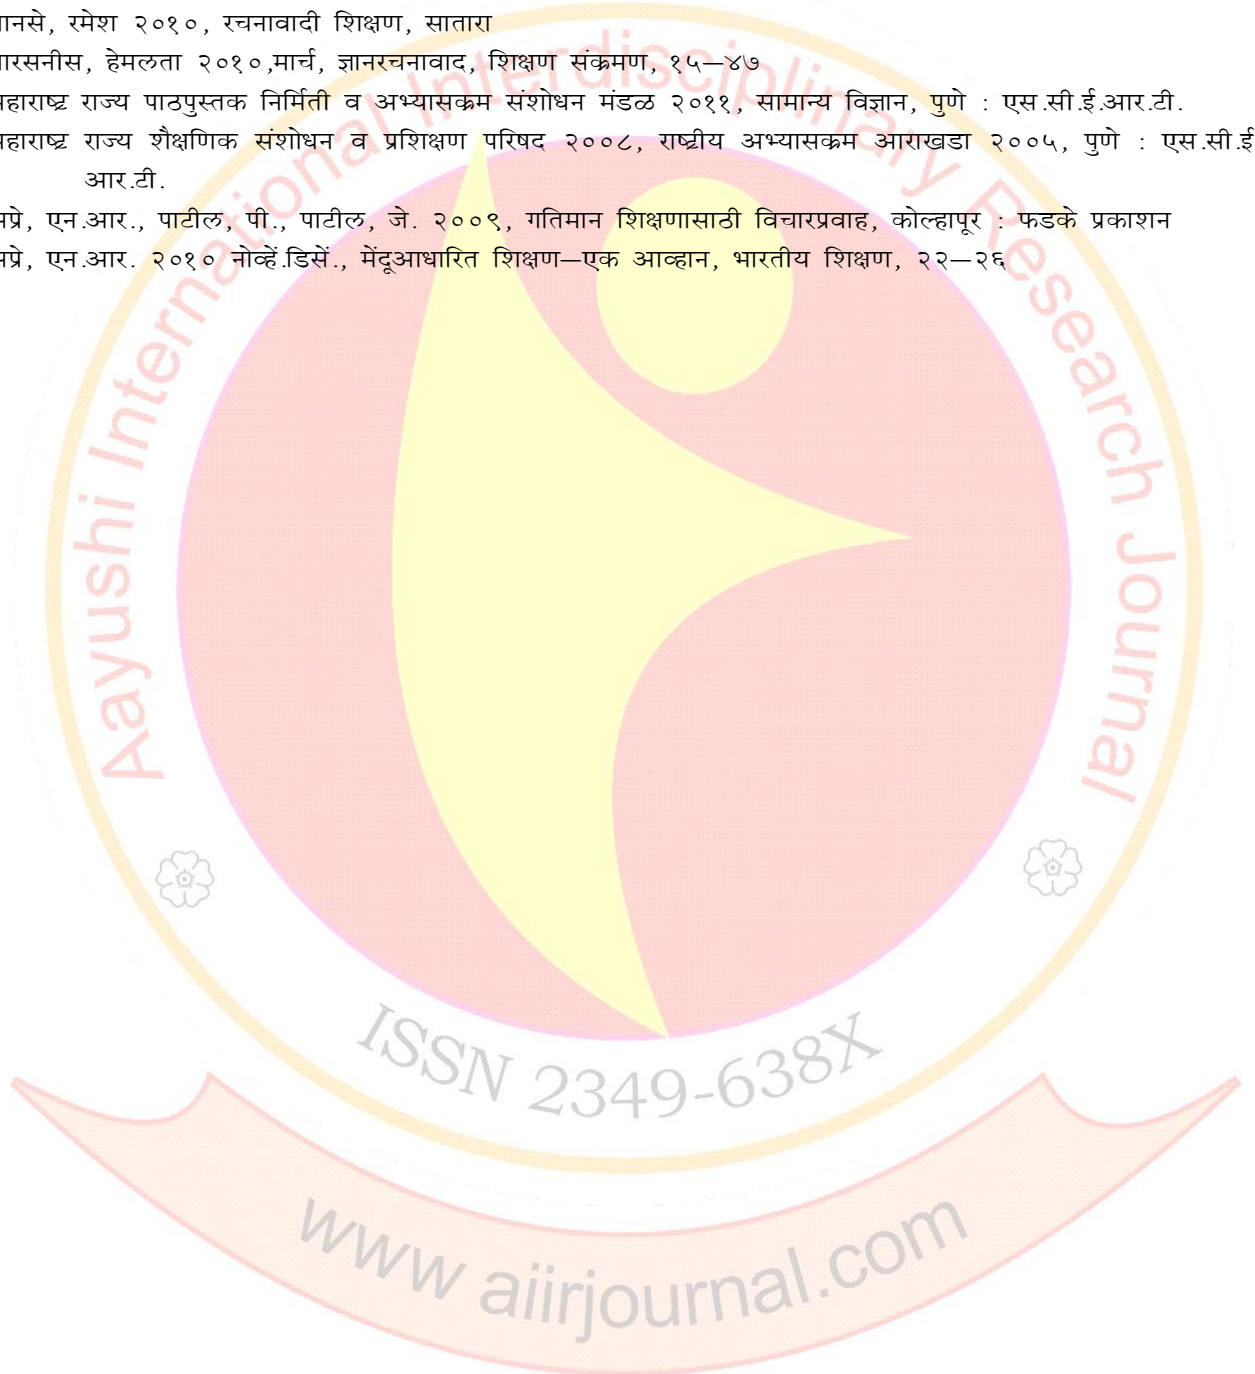 नसे, रमेश २०१०, रचनावादी शिक्षण, सातारा
रसनीस, हेमलता २०१०,मार्च, ज्ञानरचनावाद, शिक्षण संक्रमण, १५—४७
हाराष्ट्र राज्य पाठपुस्तक निर्मिती व अभ्यासक्रम संशोधन मंडळ २०११, सामान्य विज्ञान, पुणे : एस.सी.ई.आर.टी.
हाराष्ट्र राज्य शैक्षणिक संशोधन व प्रशिक्षण परिषद २००८, राष्ट्रीय अभ्यासक्रम आराखडा २००५, पुणे : एस.सी.ई
आर.टी.
प्रे, एन.आर., पाटील, पी., पाटील, जे. २००९, गतिमान शिक्षणासाठी विचारप्रवाह, कोल्हापूर : फडके प्रकाशन
प्रे, एन.आर. २०१० नोव्हें.डिसें., मेंदूआधारित शिक्षण—एक आव्हान, भारतीय शिक्षण, २२—२६
Aayushi International Interdisciplinary Research Journal
ISSN 2349-638X
www aiirjournal.com